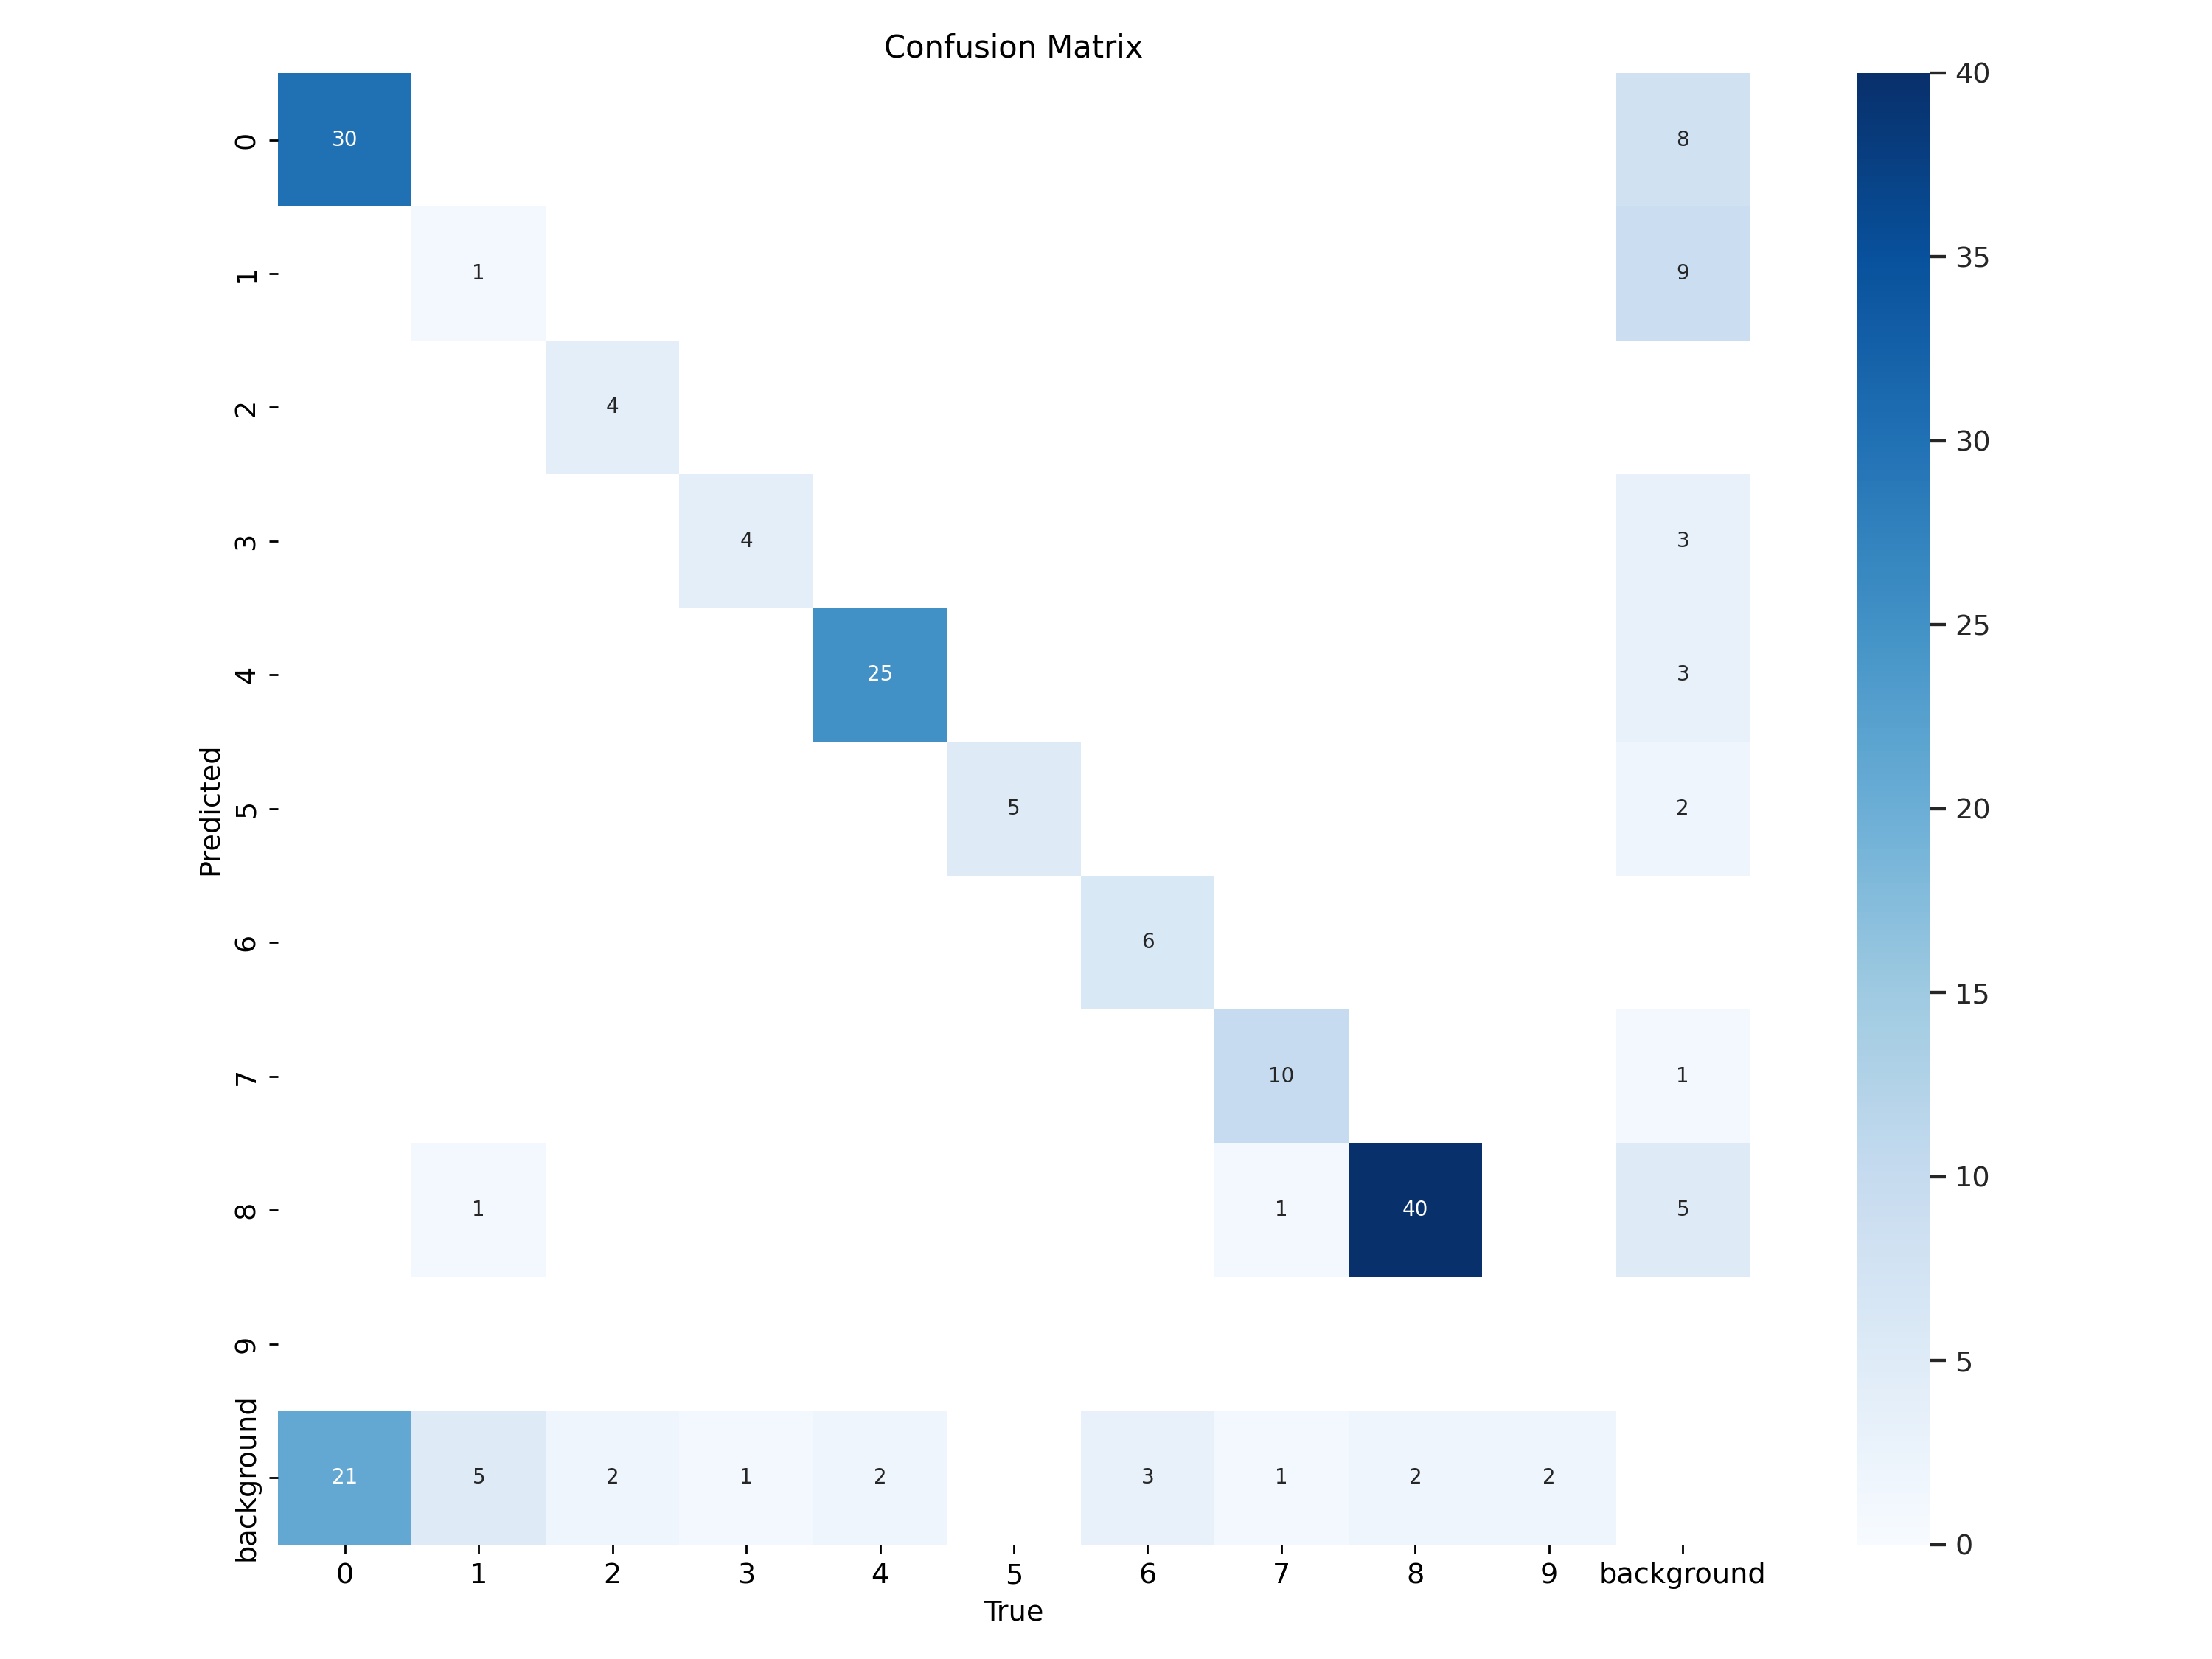 Confusion Matrix
0 30 8
1 1 9
2 4
3 4 3
4 25 3
5 5 2
6 6
7 10 1
8 1 1 40 5
9
background 21 5 2 1 2 3 1 2 2
0 1 2 3 4 5 6 7 8 9 background
True
Predicted
40
35
30
25
20
15
10
5
0